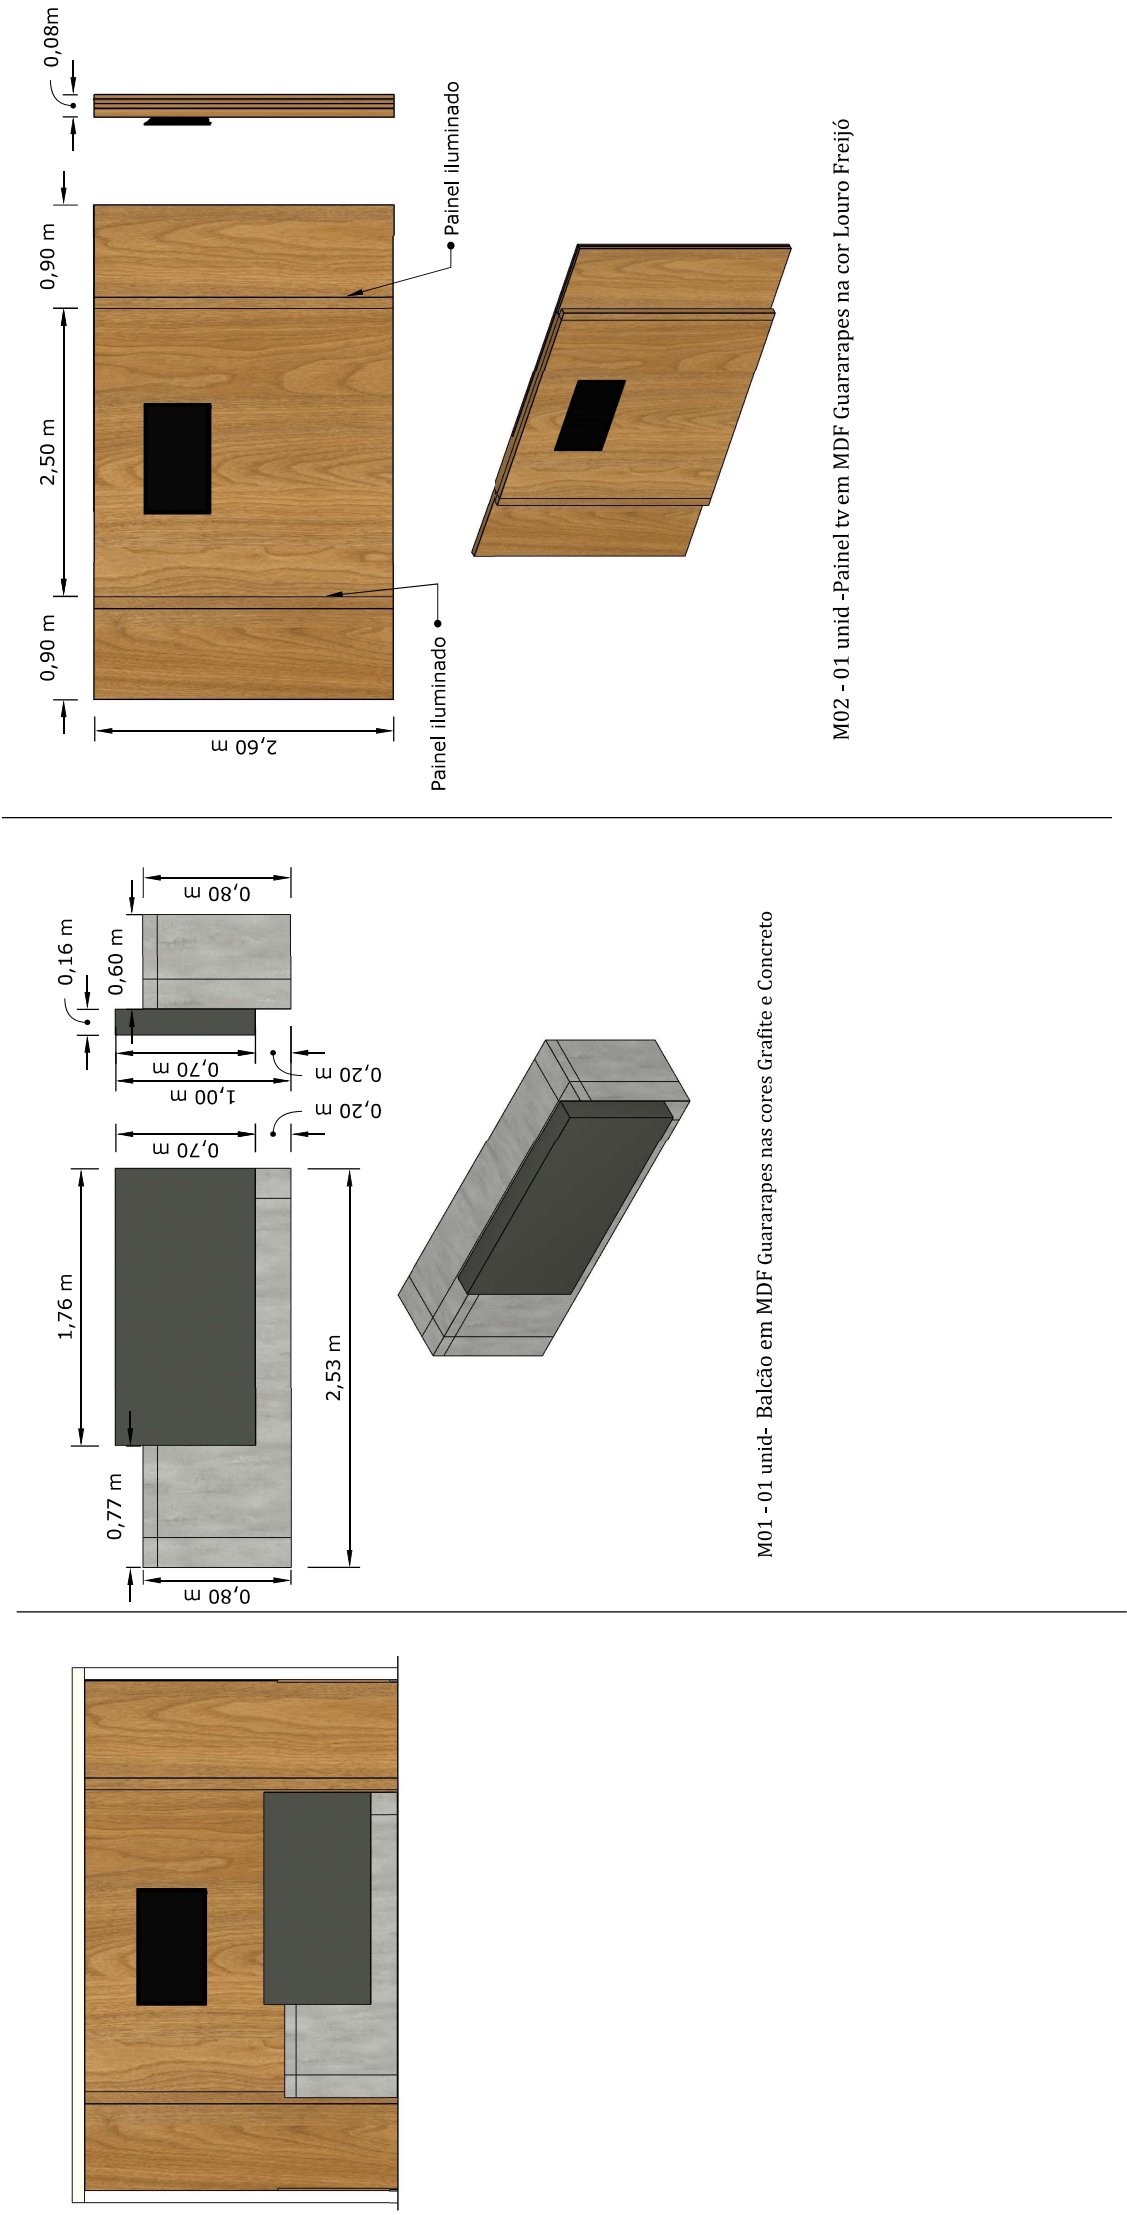 0,80 m
0,77 m
1,76 m
2,53 m
0,70 m
0,20 m
0,20 m
1,00 m
0,70 m
0,16 m
0,60 m
0,80 m
M01 - 01 unid- Balcão em MDF Guararapes nas cores Grafite e Concreto
2,60 m
0,90 m
2,50 m
0,90 m
0,08m
Painel iluminado
Painel iluminado
M02 - 01 unid -Painel tv em MDF Guararapes na cor Louro Freijó